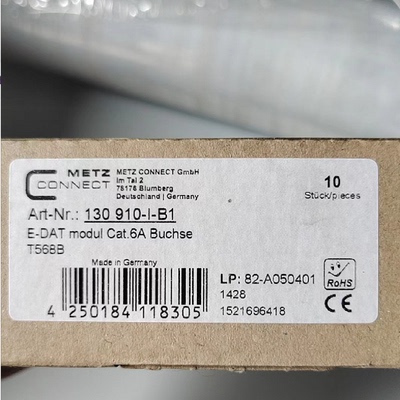 METZ CONNECT
METZ CONNECT GmbH
Im Tal 2
78176 Blumberg
Deutschland | Germany
10
Stück/pieces
Art-Nr.: 130 910-I-B1
E-DAT modul Cat.6A Buchse
T568B
Made in Germany
4 250184 118305
LP: 82-A050401
1428
1521696418
RoHS
CE